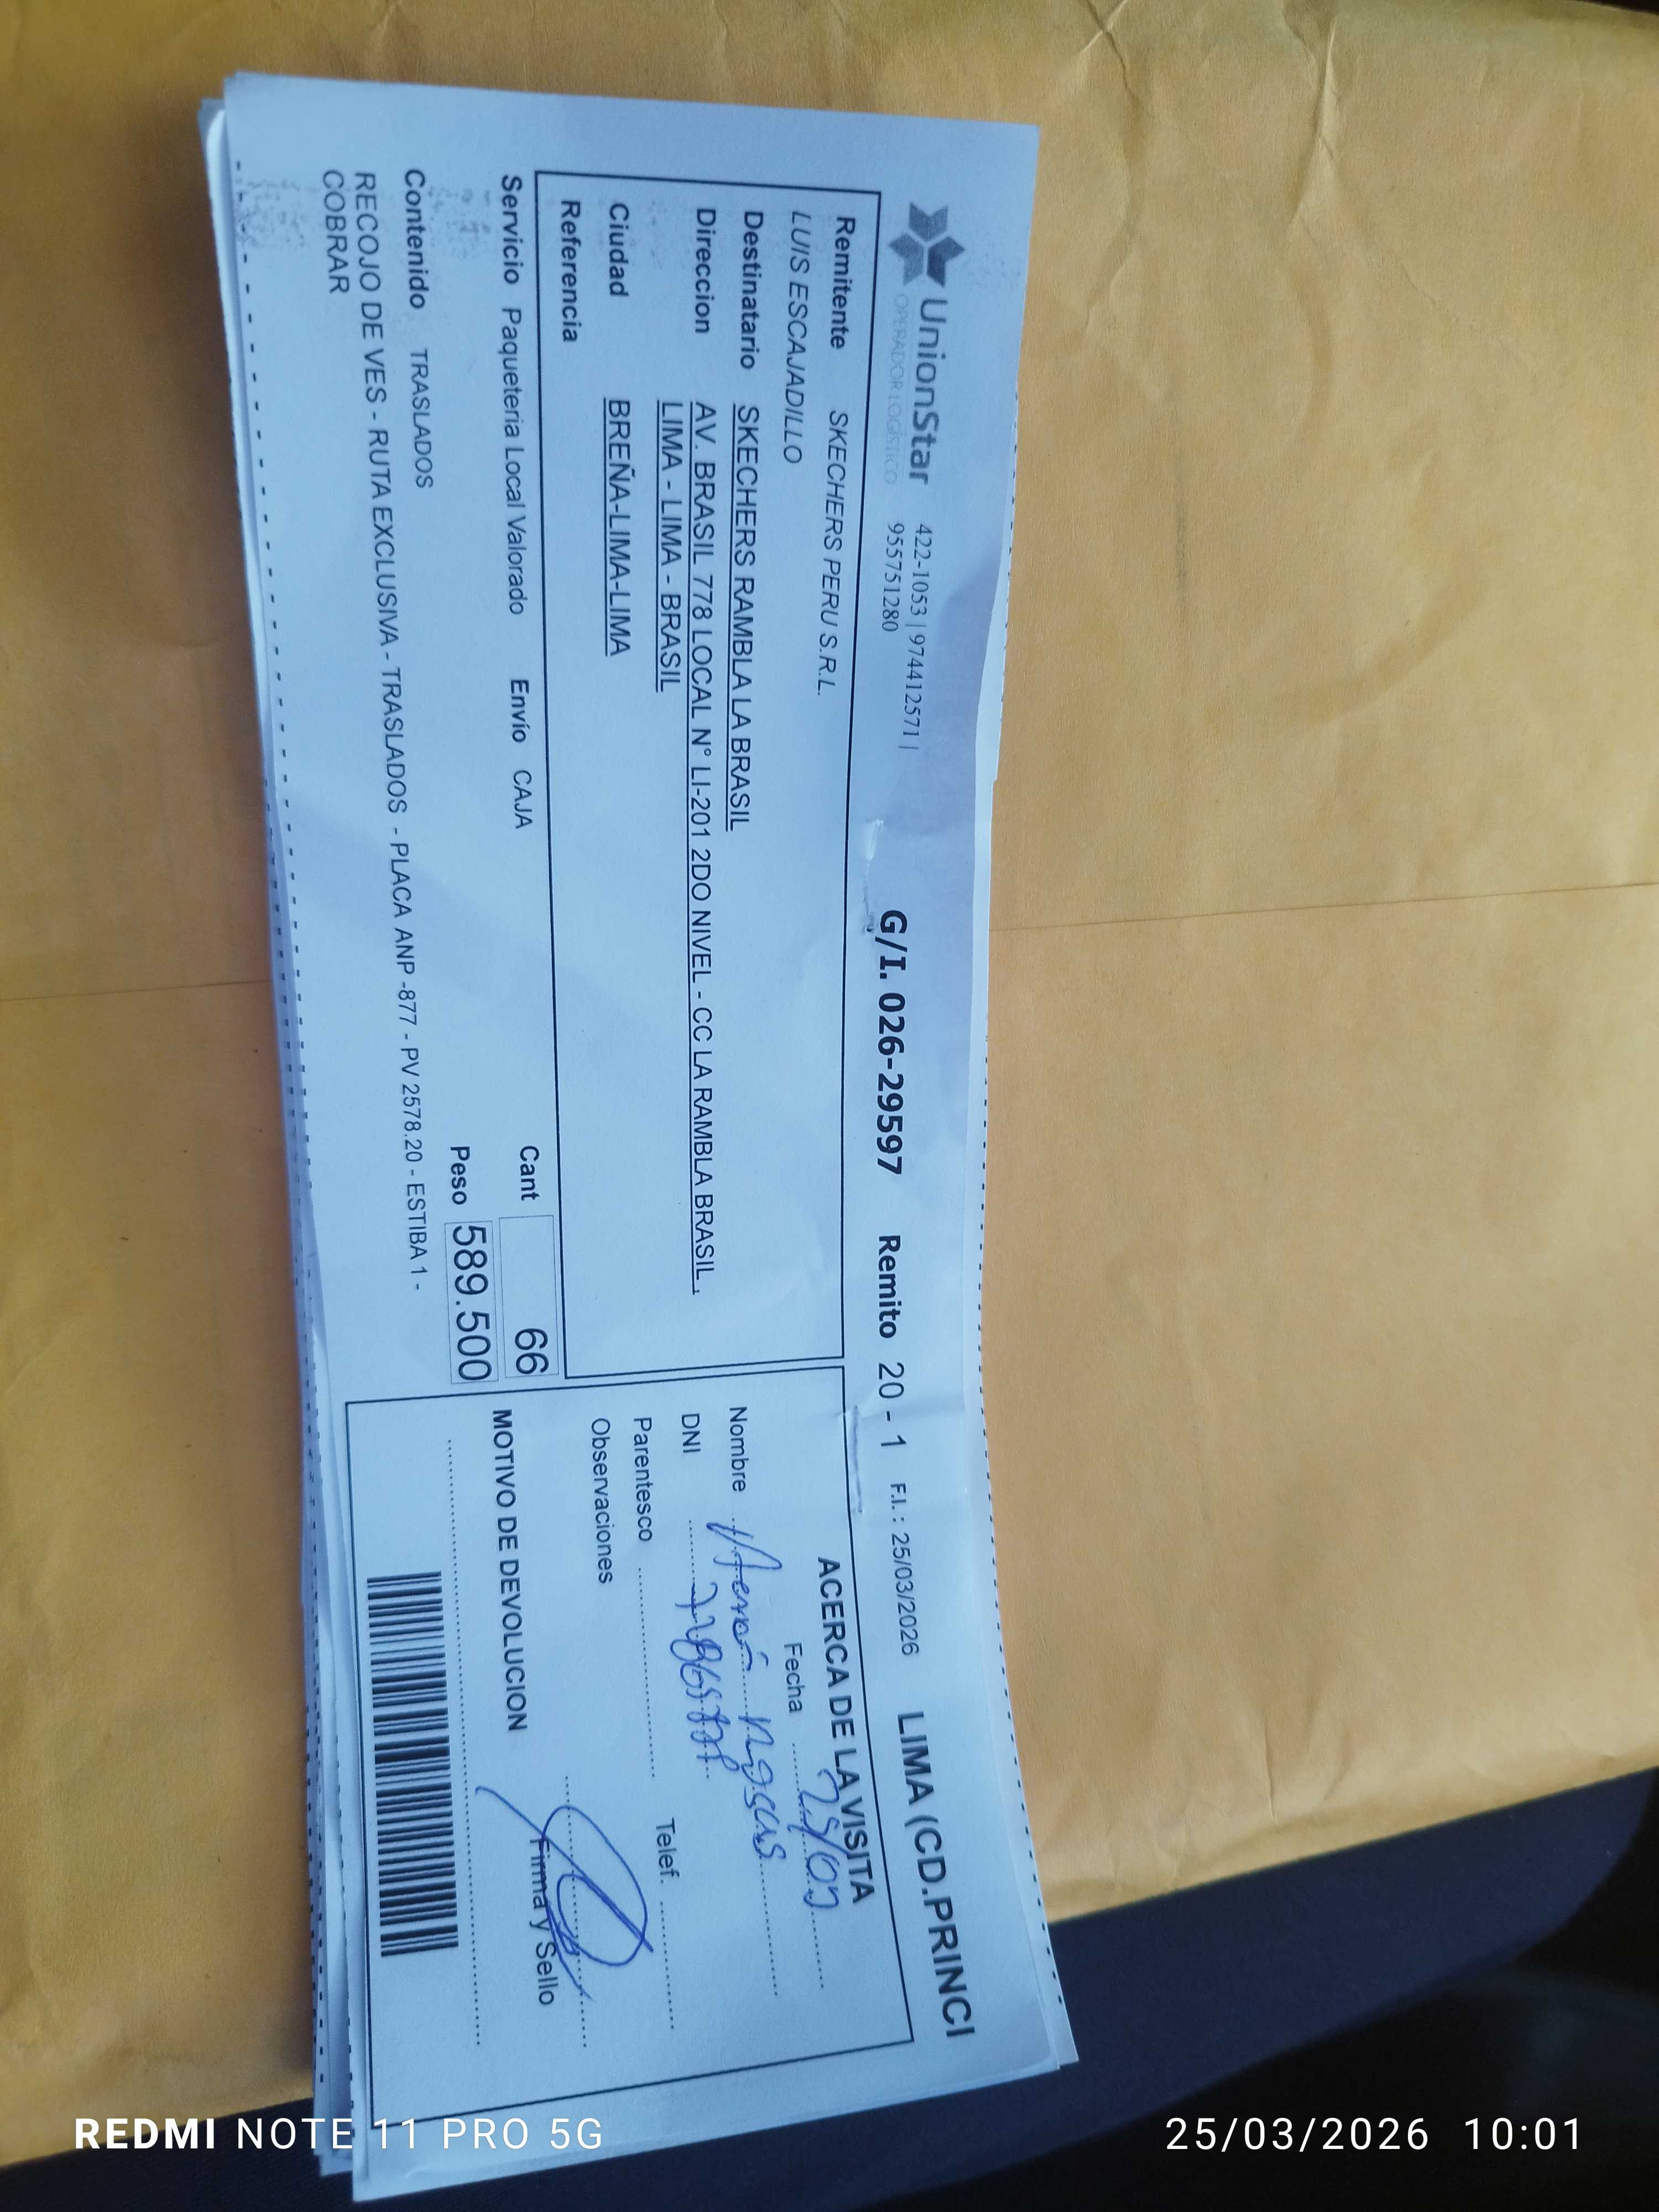 UnionStar
OPERADOR LOGÍSTICO
422-1053 | 974412571 |
955751280
G/I. 026-29597 Remito 20 - 1 F.I.: 25/03/2026 LIMA (CD.PRINCI
Remitente SKECHERS PERU S.R.L.
LUIS ESCAJADILLO
Destinatario SKECHERS RAMBLA LA BRASIL
Direccion AV. BRASIL 778 LOCAL N° LI-201 2DO NIVEL - CC LA RAMBLA BRASIL.
LIMA - LIMA - BRASIL
Ciudad BREÑA-LIMA-LIMA
Referencia
Servicio Paqueteria Local Valorado Envío CAJA Cant 66
Peso 589.500
Contenido TRASLADOS
RECOJO DE VES - RUTA EXCLUSIVA - TRASLADOS - PLACA ANP -877 - PV 2578.20 - ESTIBA 1 -
COBRAR
ACERCA DE LA VISITA
Fecha 25/03
Nombre
DNI
Parentesco Telef.
Observaciones
Firma y Sello
MOTIVO DE DEVOLUCION
REDMI NOTE 11 PRO 5G
25/03/2026 10:01